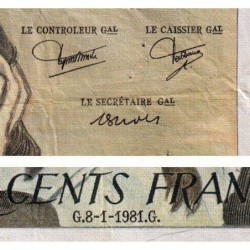 LE CONTROLEUR GAL LE CAISSIER GAL
LE SECRÉTAIRE GAL
CENTS FRAN
G.8-1-1981.G.